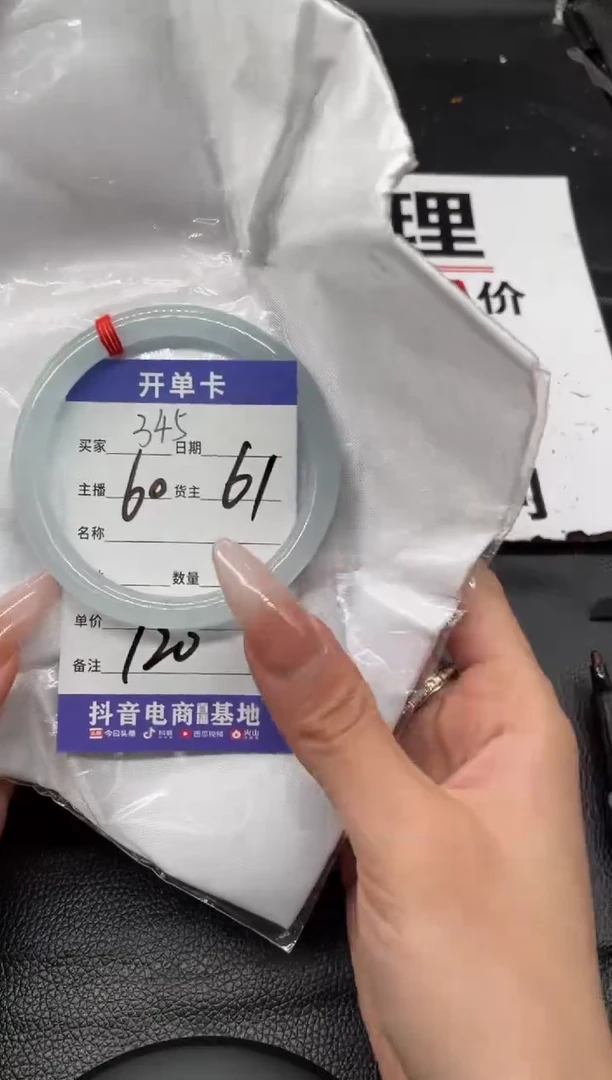 理
价
开单卡
345
买家 日期
主播 60 货主 61
名称
数量
单价
备注 120
抖音电商直播基地
今日头条 抖音 西瓜视频 火山